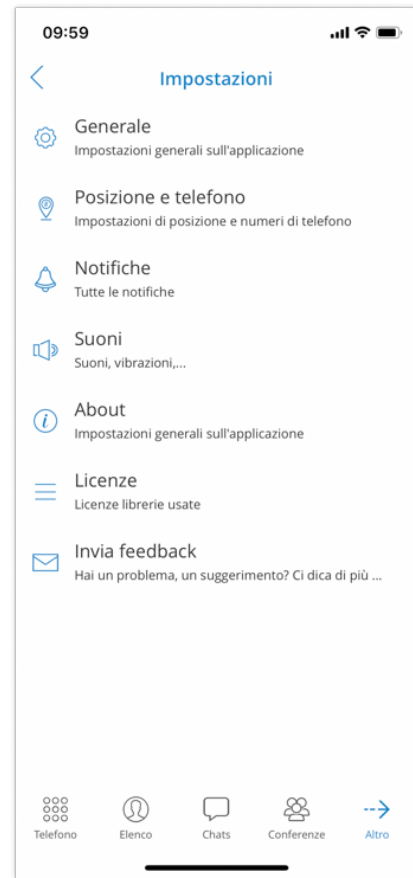 09:59
Impostazioni
Generale
Impostazioni generali sull'applicazione
Posizione e telefono
Impostazioni di posizione e numeri di telefono
Notifiche
Tutte le notifiche
Suoni
Suoni, vibrazioni,...
About
Impostazioni generali sull'applicazione
Licenze
Licenze librerie usate
Invia feedback
Hai un problema, un suggerimento? Ci dica di più ...
Telefono Elenco Chats Conferenze Altro